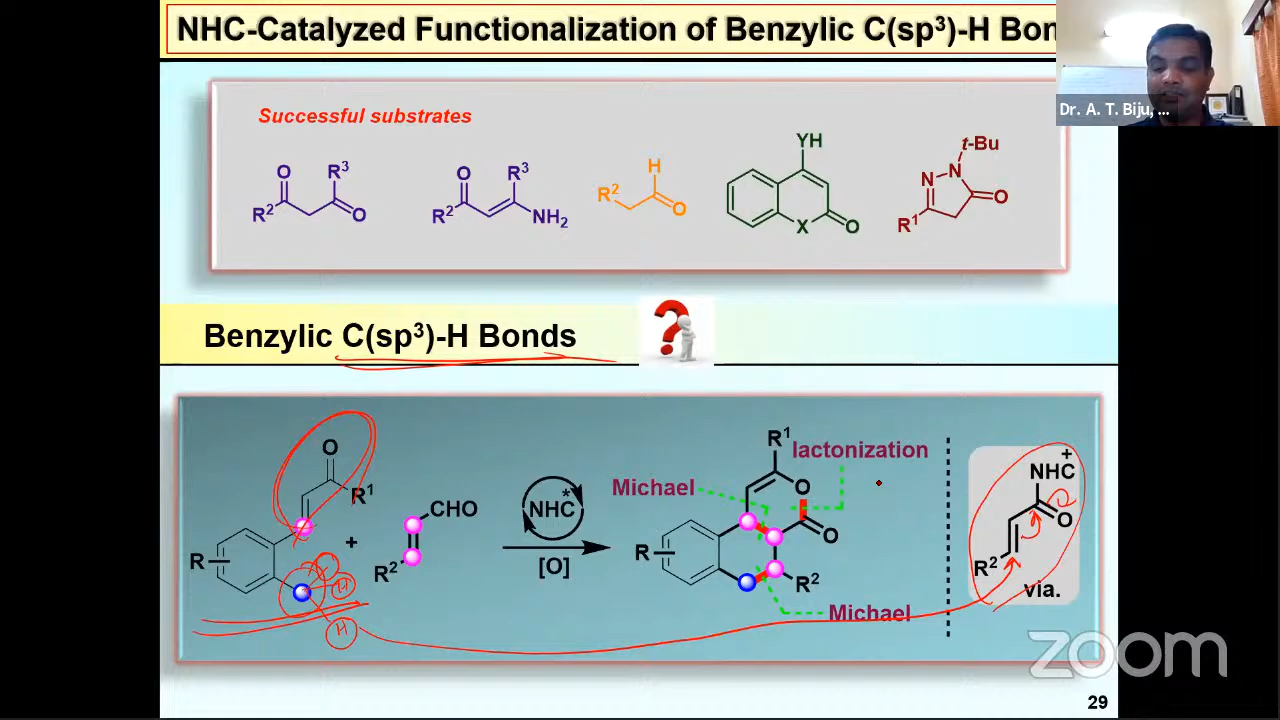 NHC-Catalyzed Functionalization of Benzylic C(sp³)-H Bon
Dr. A. T. Biju, ...
Successful substrates
O R³
R² O
O R³
R² NH₂
H
R² O
YH
X O
t-Bu
N N
O
R¹
Benzylic C(sp³)-H Bonds
O
R¹
R
H
H
+
CHO
R²
NHC*
[O]
R¹
lactonization
Michael
O
O
R
R²
Michael
NHC+
O
R²
via.
zoom
29